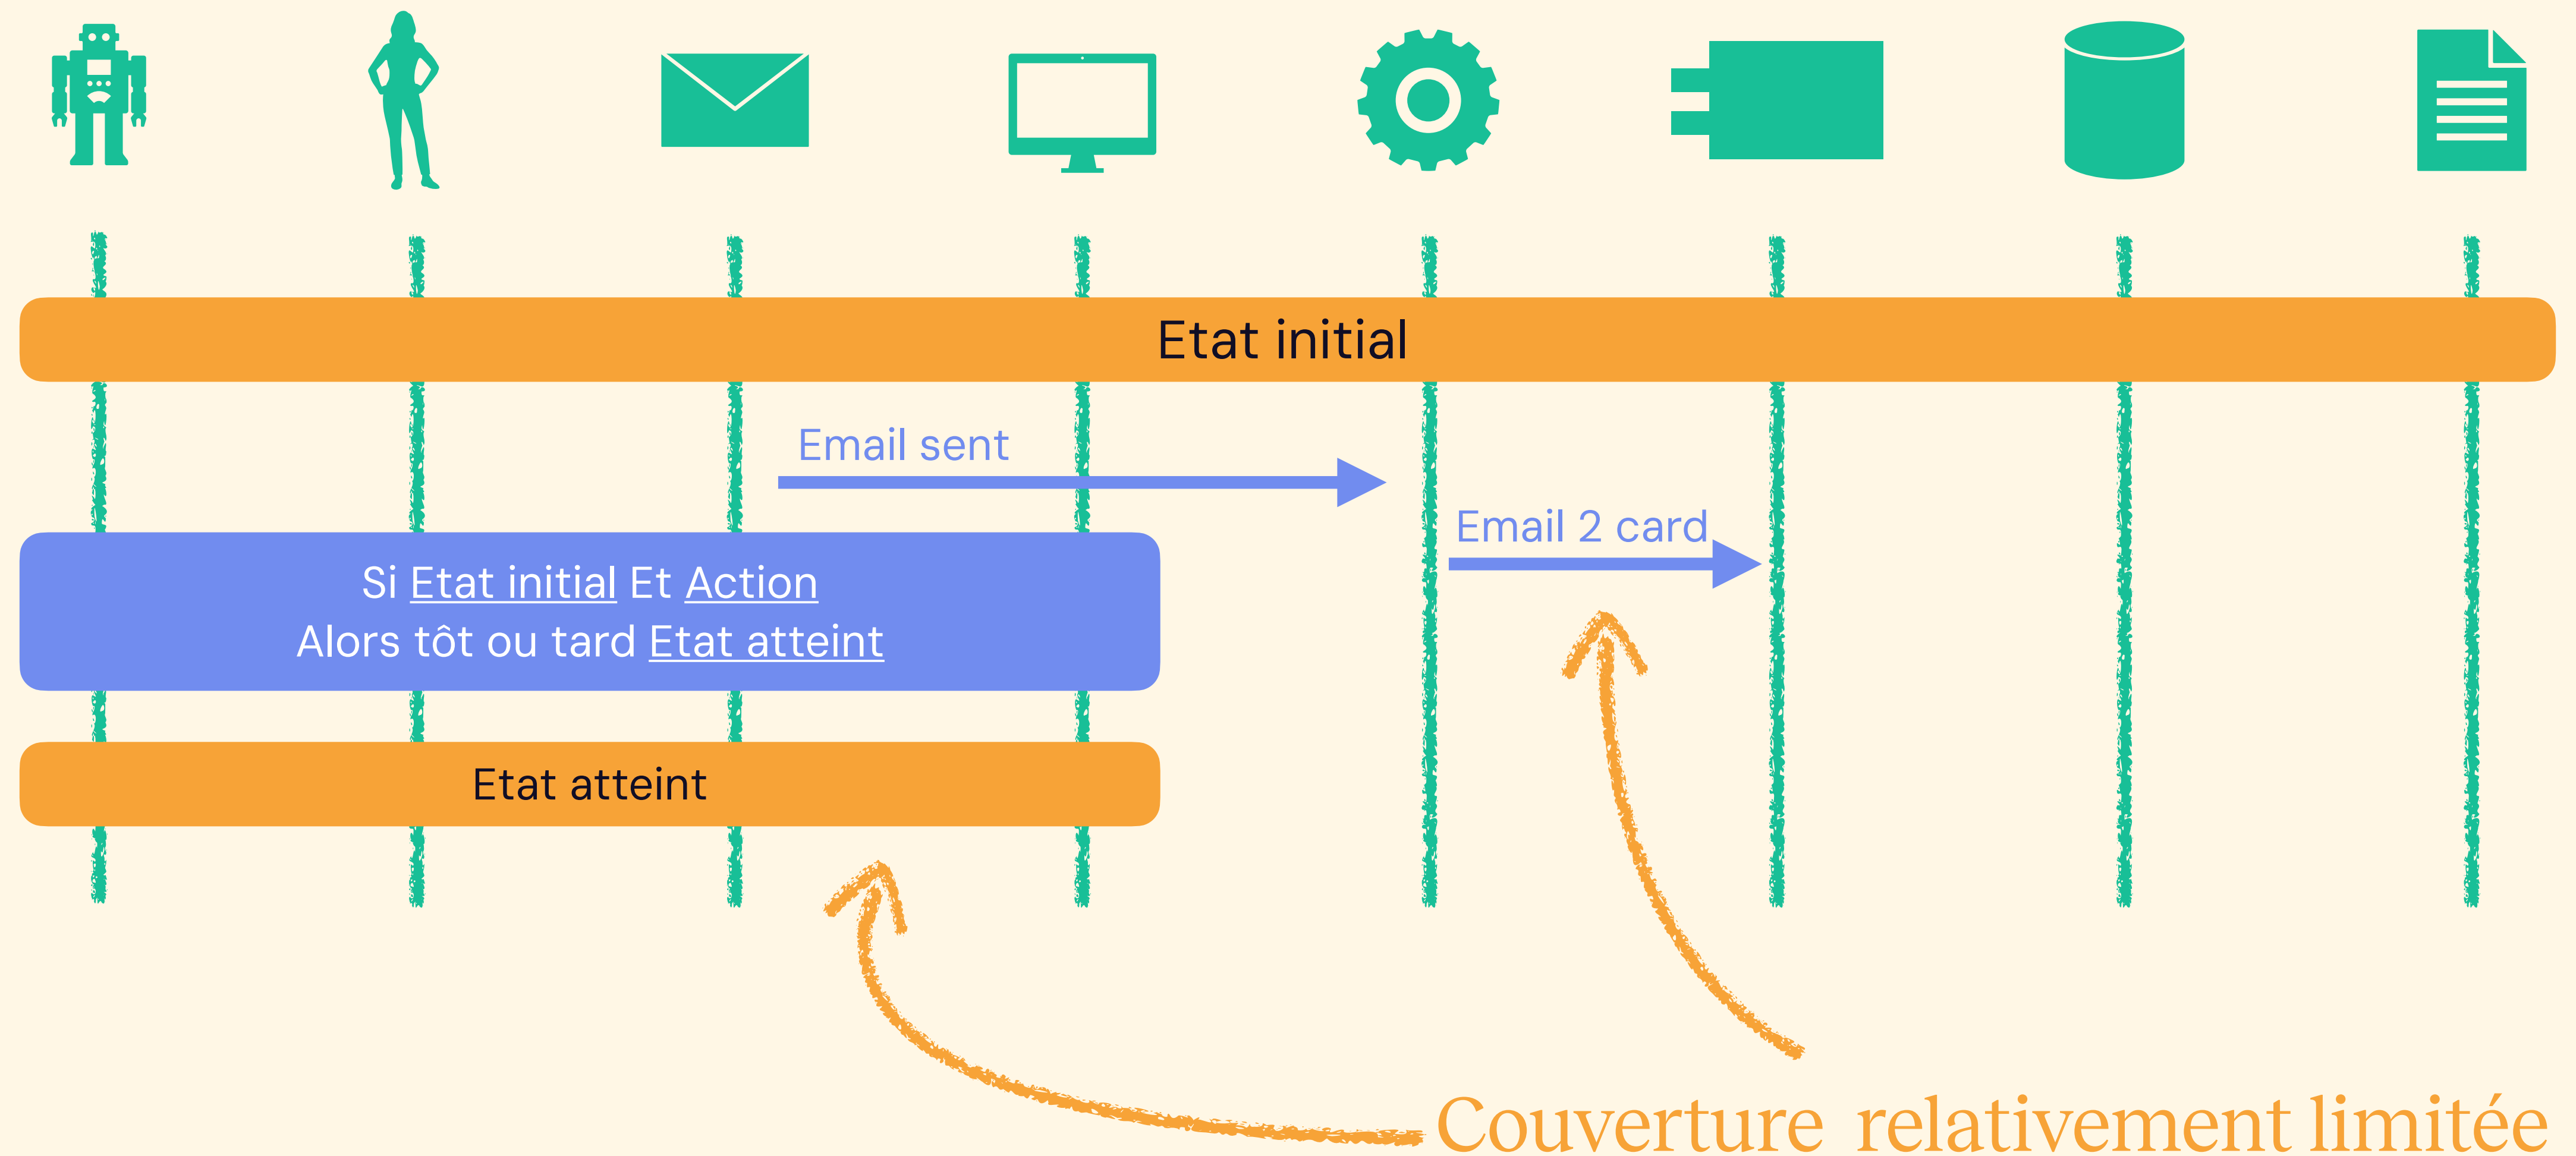 Etat initial
Email sent
Email 2 card
Si Etat initial Et Action
Alors tôt ou tard Etat atteint
Etat atteint
Couverture relativement limitée